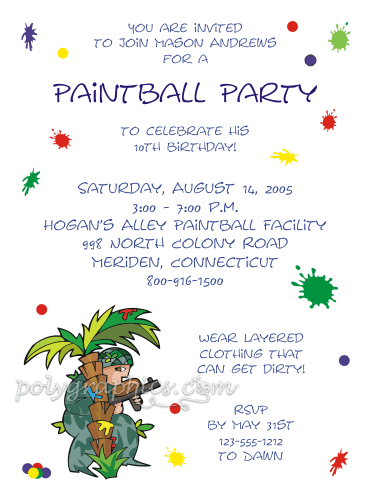 YOU ARE INVITED
TO JOIN MASON ANDREWS
FOR A
PAINTBALL PARTY
TO CELEBRATE HIS
10TH BIRTHDAY!
SATURDAY, AUGUST 14, 2005
3:00 - 7:00 P.M.
HOGAN'S ALLEY PAINTBALL FACILITY
998 NORTH COLONY ROAD
MERIDEN, CONNECTICUT
800-916-1500
WEAR LAYERED
CLOTHING THAT
CAN GET DIRTY!
polygraphics.com
RSVP
BY MAY 31ST
123-555-1212
TO DAWN